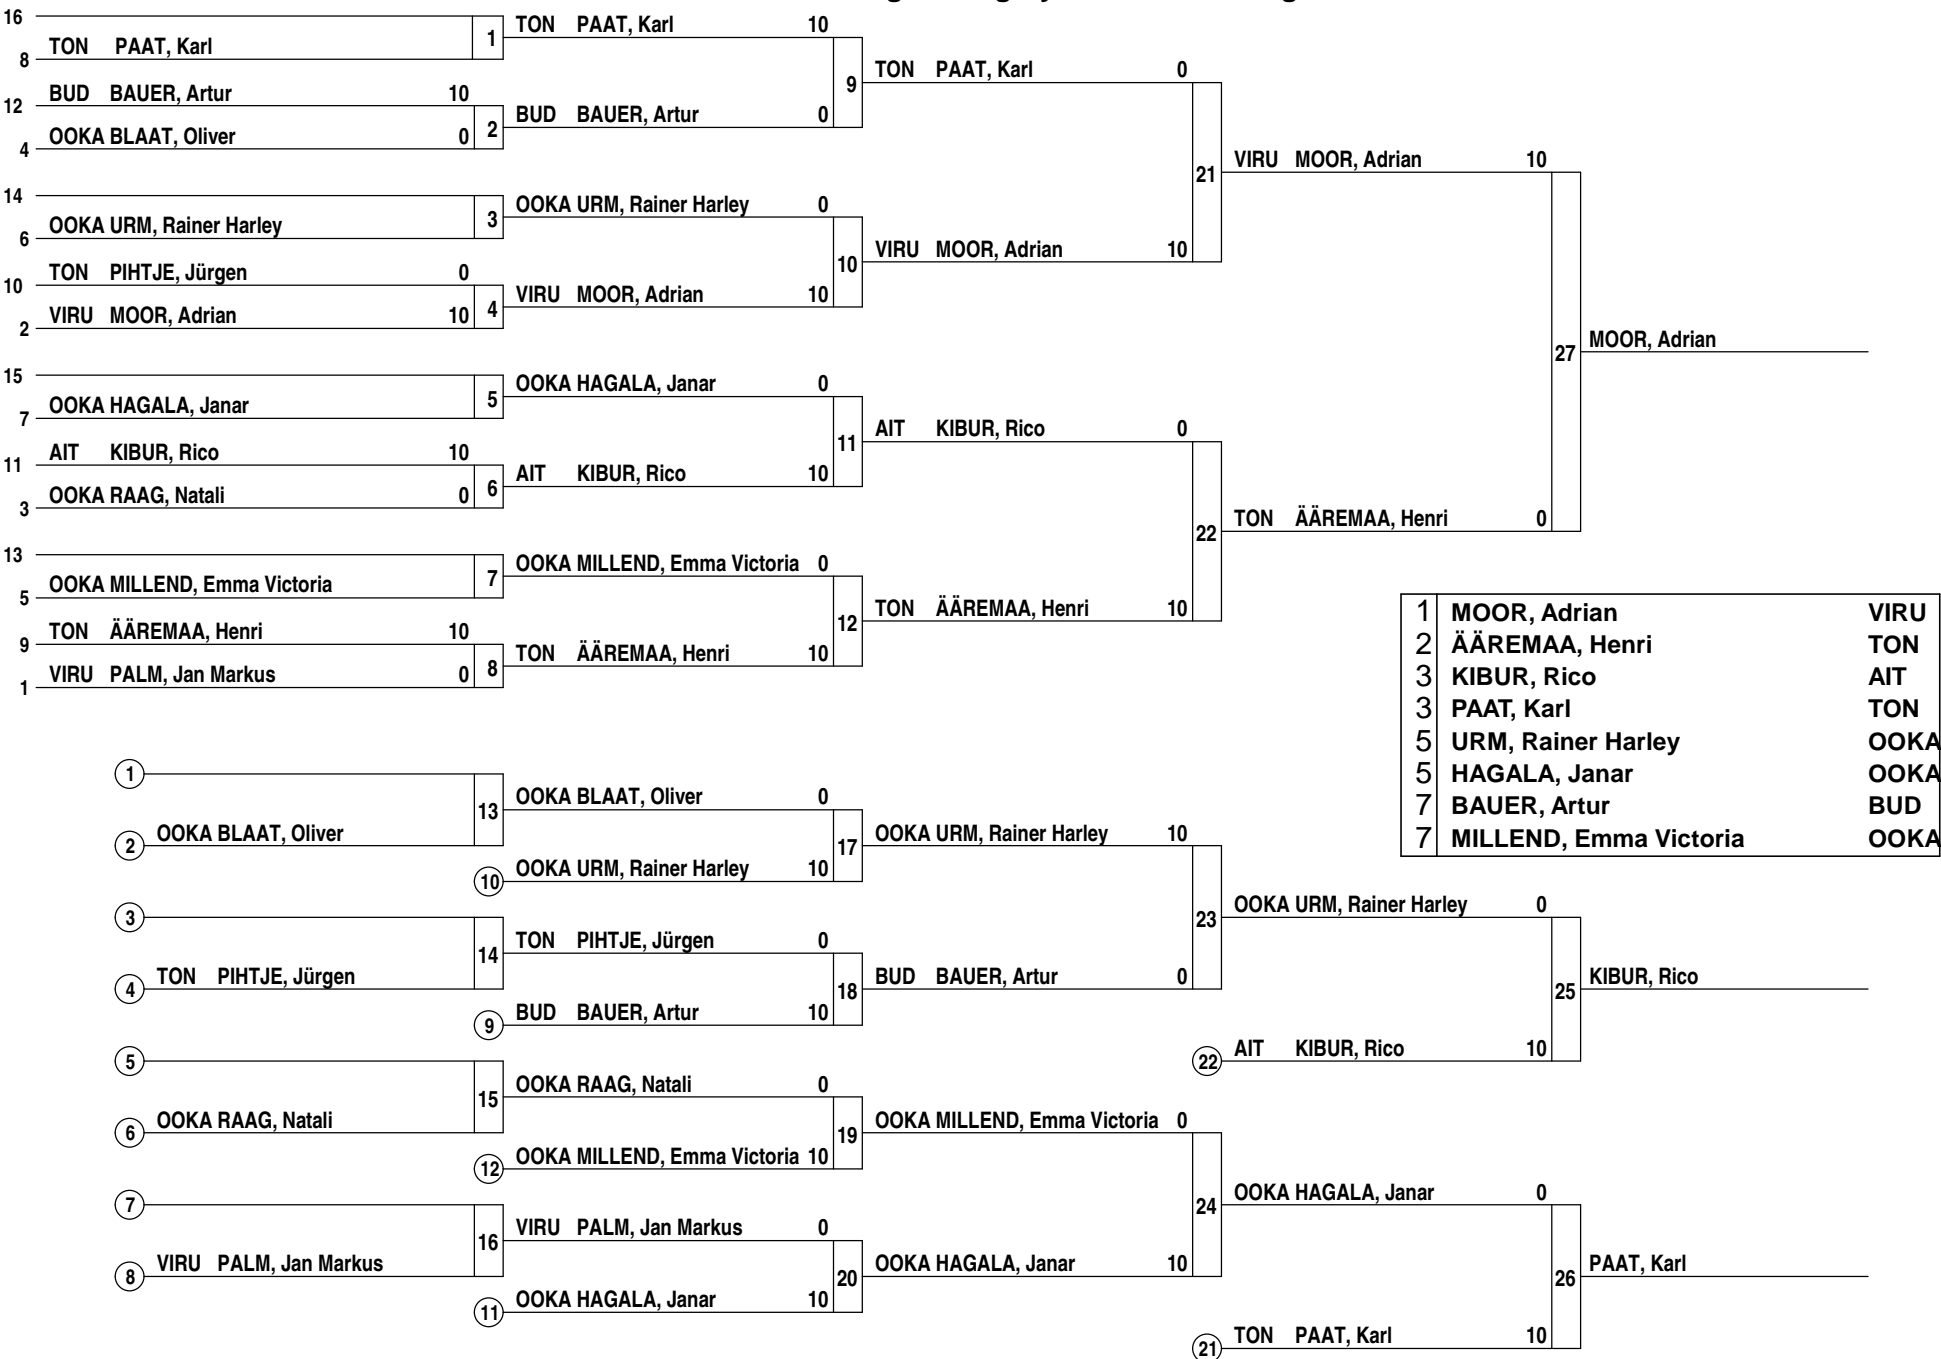 16
TON PAAT, Karl
8
1
TON PAAT, Karl 10
12
BUD BAUER, Artur 10
OOKA BLAAT, Oliver 0
4
2
BUD BAUER, Artur 0
9
TON PAAT, Karl 0
14
OOKA URM, Rainer Harley
6
3
OOKA URM, Rainer Harley 0
10
TON PIHTJE, Jürgen 0
VIRU MOOR, Adrian 10
2
4
VIRU MOOR, Adrian 10
10
VIRU MOOR, Adrian 10
21
VIRU MOOR, Adrian 10
15
OOKA HAGALA, Janar
7
5
OOKA HAGALA, Janar 0
11
AIT KIBUR, Rico 10
OOKA RAAG, Natali 0
3
6
AIT KIBUR, Rico 10
11
AIT KIBUR, Rico 0
13
OOKA MILLEND, Emma Victoria
5
7
OOKA MILLEND, Emma Victoria 0
9
TON ÄÄREMAA, Henri 10
VIRU PALM, Jan Markus 0
1
8
TON ÄÄREMAA, Henri 10
12
TON ÄÄREMAA, Henri 10
22
TON ÄÄREMAA, Henri 0
27
MOOR, Adrian
1 MOOR, Adrian VIRU
2 ÄÄREMAA, Henri TON
3 KIBUR, Rico AIT
3 PAAT, Karl TON
5 URM, Rainer Harley OOKA
5 HAGALA, Janar OOKA
7 BAUER, Artur BUD
7 MILLEND, Emma Victoria OOKA
1
2 OOKA BLAAT, Oliver
13
OOKA BLAAT, Oliver 0
10 OOKA URM, Rainer Harley 10
17
OOKA URM, Rainer Harley 10
3
4 TON PIHTJE, Jürgen
14
TON PIHTJE, Jürgen 0
9 BUD BAUER, Artur 10
18
BUD BAUER, Artur 0
23
OOKA URM, Rainer Harley 0
22 AIT KIBUR, Rico 10
25
KIBUR, Rico
5
6 OOKA RAAG, Natali
15
OOKA RAAG, Natali 0
12 OOKA MILLEND, Emma Victoria 10
19
OOKA MILLEND, Emma Victoria 0
7
8 VIRU PALM, Jan Markus
16
VIRU PALM, Jan Markus 0
11 OOKA HAGALA, Janar 10
20
OOKA HAGALA, Janar 10
24
OOKA HAGALA, Janar 0
21 TON PAAT, Karl 10
26
PAAT, Karl